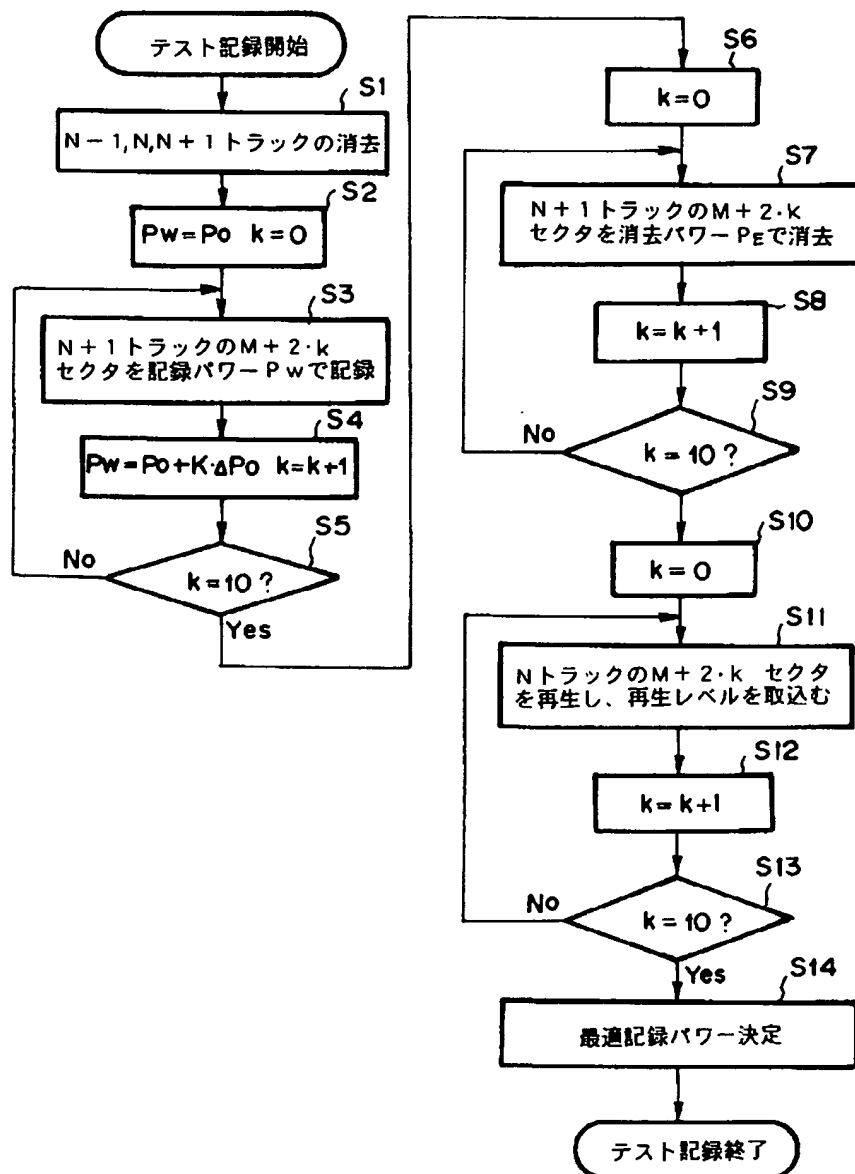 テスト記録開始
S1
N-1,N,N+1トラックの消去
S2
Pw=Po k=0
S3
N+1トラックのM+2·k
セクタを記録パワーPwで記録
S4
Pw=Po+K·ΔPo k=k+1
S5
No
k=10?
Yes
S6
k=0
S7
N+1トラックのM+2·k
セクタを消去パワーPEで消去
S8
k=k+1
S9
No
k=10?
S10
k=0
S11
NトラックのM+2·k セクタ
を再生し、再生レベルを取込む
S12
k=k+1
S13
No
k=10?
Yes
S14
最適記録パワー決定
テスト記録終了